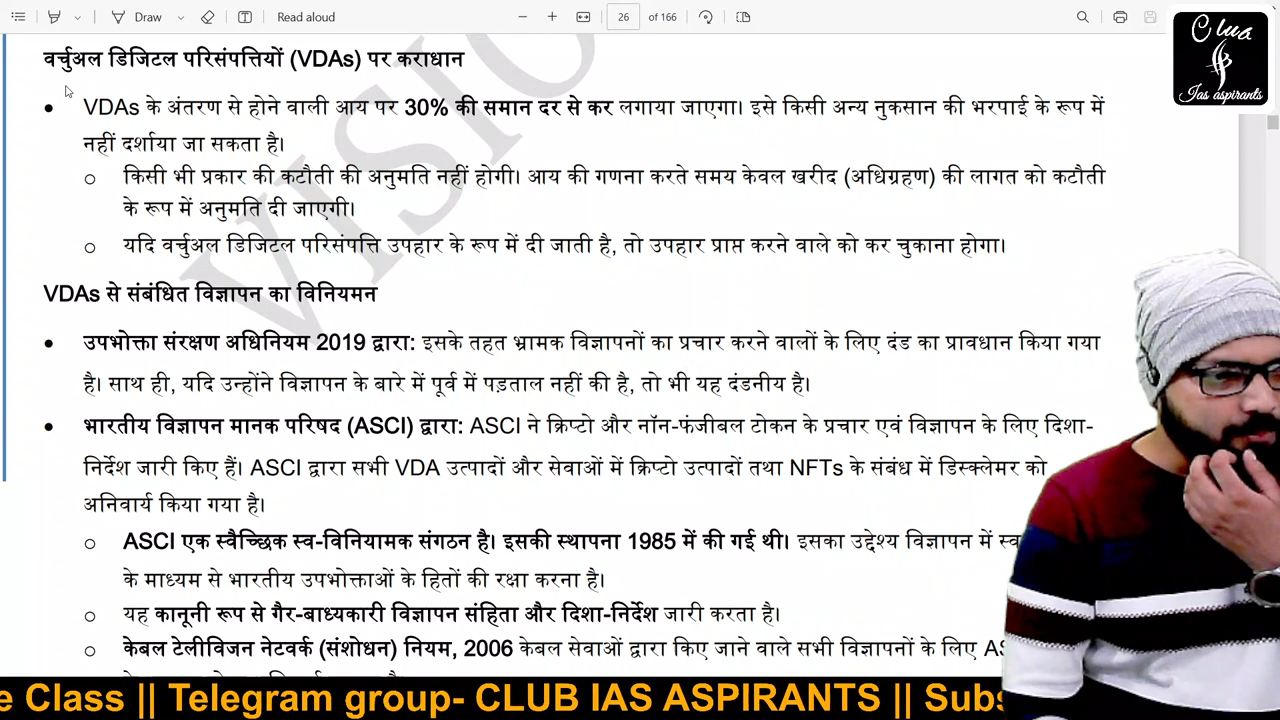 Draw
Read aloud
26
of 166
Clua
Ias aspirants
वर्चुअल डिजिटल परिसंपत्तियों (VDAs) पर कराधान
• VDAs के अंतरण से होने वाली आय पर 30% की समान दर से कर लगाया जाएगा। इसे किसी अन्य नुकसान की भरपाई के रूप में
नहीं दर्शाया जा सकता है।
o किसी भी प्रकार की कटौती की अनुमति नहीं होगी। आय की गणना करते समय केवल खरीद (अधिग्रहण) की लागत को कटौती
के रूप में अनुमति दी जाएगी।
o यदि वर्चुअल डिजिटल परिसंपत्ति उपहार के रूप में दी जाती है, तो उपहार प्राप्त करने वाले को कर चुकाना होगा।
VDAs से संबंधित विज्ञापन का विनियमन
• उपभोक्ता संरक्षण अधिनियम 2019 द्वारा: इसके तहत भ्रामक विज्ञापनों का प्रचार करने वालों के लिए दंड का प्रावधान किया गया
है। साथ ही, यदि उन्होंने विज्ञापन के बारे में पूर्व में पड़ताल नहीं की है, तो भी यह दंडनीय है।
• भारतीय विज्ञापन मानक परिषद (ASCI) द्वारा: ASCI ने क्रिप्टो और नॉन-फंजीबल टोकन के प्रचार एवं विज्ञापन के लिए दिशा-
निर्देश जारी किए हैं। ASCI द्वारा सभी VDA उत्पादों और सेवाओं में क्रिप्टो उत्पादों तथा NFTs के संबंध में डिस्क्लेमर को
अनिवार्य किया गया है।
o ASCI एक स्वैच्छिक स्व-विनियामक संगठन है। इसकी स्थापना 1985 में की गई थी। इसका उद्देश्य विज्ञापन में
के माध्यम से भारतीय उपभोक्ताओं के हितों की रक्षा करना है।
o यह कानूनी रूप से गैर-बाध्यकारी विज्ञापन संहिता और दिशा-निर्देश जारी करता है।
o केबल टेलीविजन नेटवर्क (संशोधन) नियम, 2006 केबल सेवाओं द्वारा किए जाने वाले सभी विज्ञापनों के लिए
VISIO
e Class || Telegram group- CLUB IAS ASPIRANTS || Subs